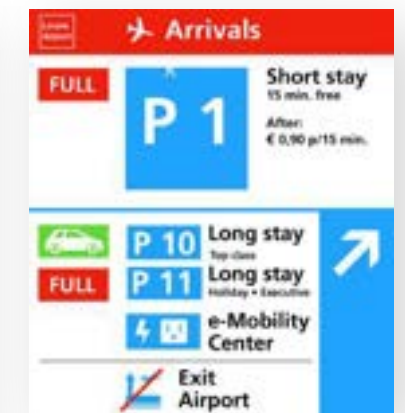 Arrivals
FULL
P 1
Short stay
15 min. free
After:
€ 0,90 p/15 min.
P 10
Long stay
Top class
FULL
P 11
Long stay
Holiday • Executive
e-Mobility
Center
Exit
Airport